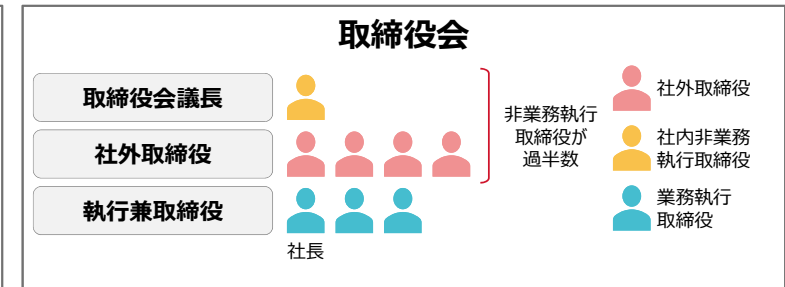 取締役会
取締役会議長
社外取締役
執行兼取締役
社長
非業務執行
取締役が
過半数
社外取締役
社内非業務
執行取締役
業務執行
取締役